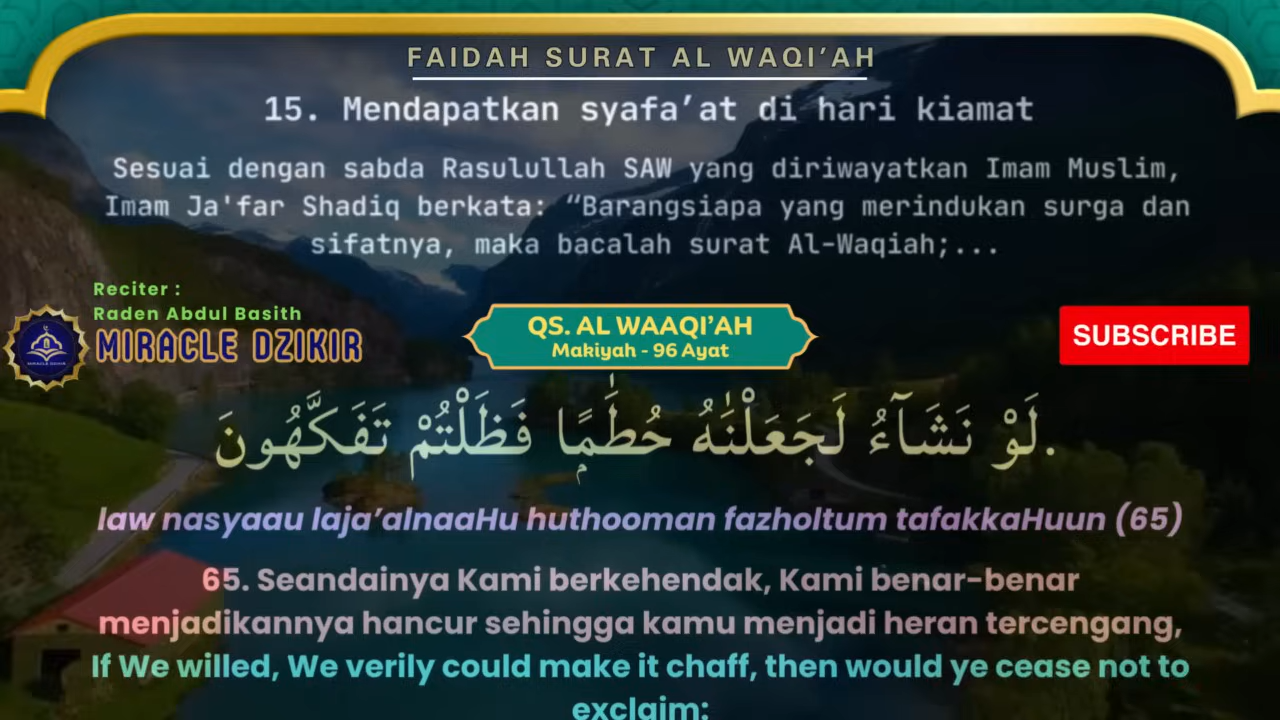 FAIDAH SURAT AL WAQI’AH
15. Mendapatkan syafa’at di hari kiamat
Sesuai dengan sabda Rasulullah SAW yang diriwayatkan Imam Muslim,
Imam Ja'far Shadiq berkata: “Barangsiapa yang merindukan surga dan
sifatnya, maka bacalah surat Al-Waqiah;...
Reciter :
Raden Abdul Basith
MIRACLE DZIKIR
MIRACLE DZIKIR
QS. AL WAAQI’AH
Makiyah - 96 Ayat
SUBSCRIBE
لَوْ نَشَآءُ لَجَعَلْنَٰهُ حُطَٰمًۭا فَظَلْتُمْ تَفَكَّهُونَ.
law nasyaau laja’alnaaHu huthooman fazholtum tafakkaHuun (65)
65. Seandainya Kami berkehendak, Kami benar-benar
menjadikannya hancur sehingga kamu menjadi heran tercengang,
If We willed, We verily could make it chaff, then would ye cease not to
exclaim: